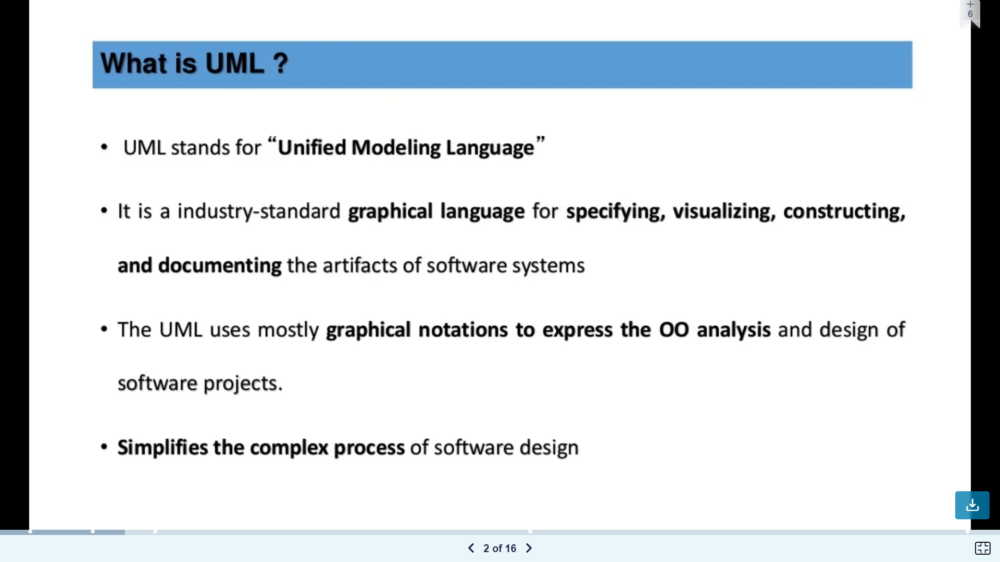 +
6
What is UML ?
• UML stands for “Unified Modeling Language”
• It is a industry-standard graphical language for specifying, visualizing, constructing,
and documenting the artifacts of software systems
• The UML uses mostly graphical notations to express the OO analysis and design of
software projects.
• Simplifies the complex process of software design
2 of 16